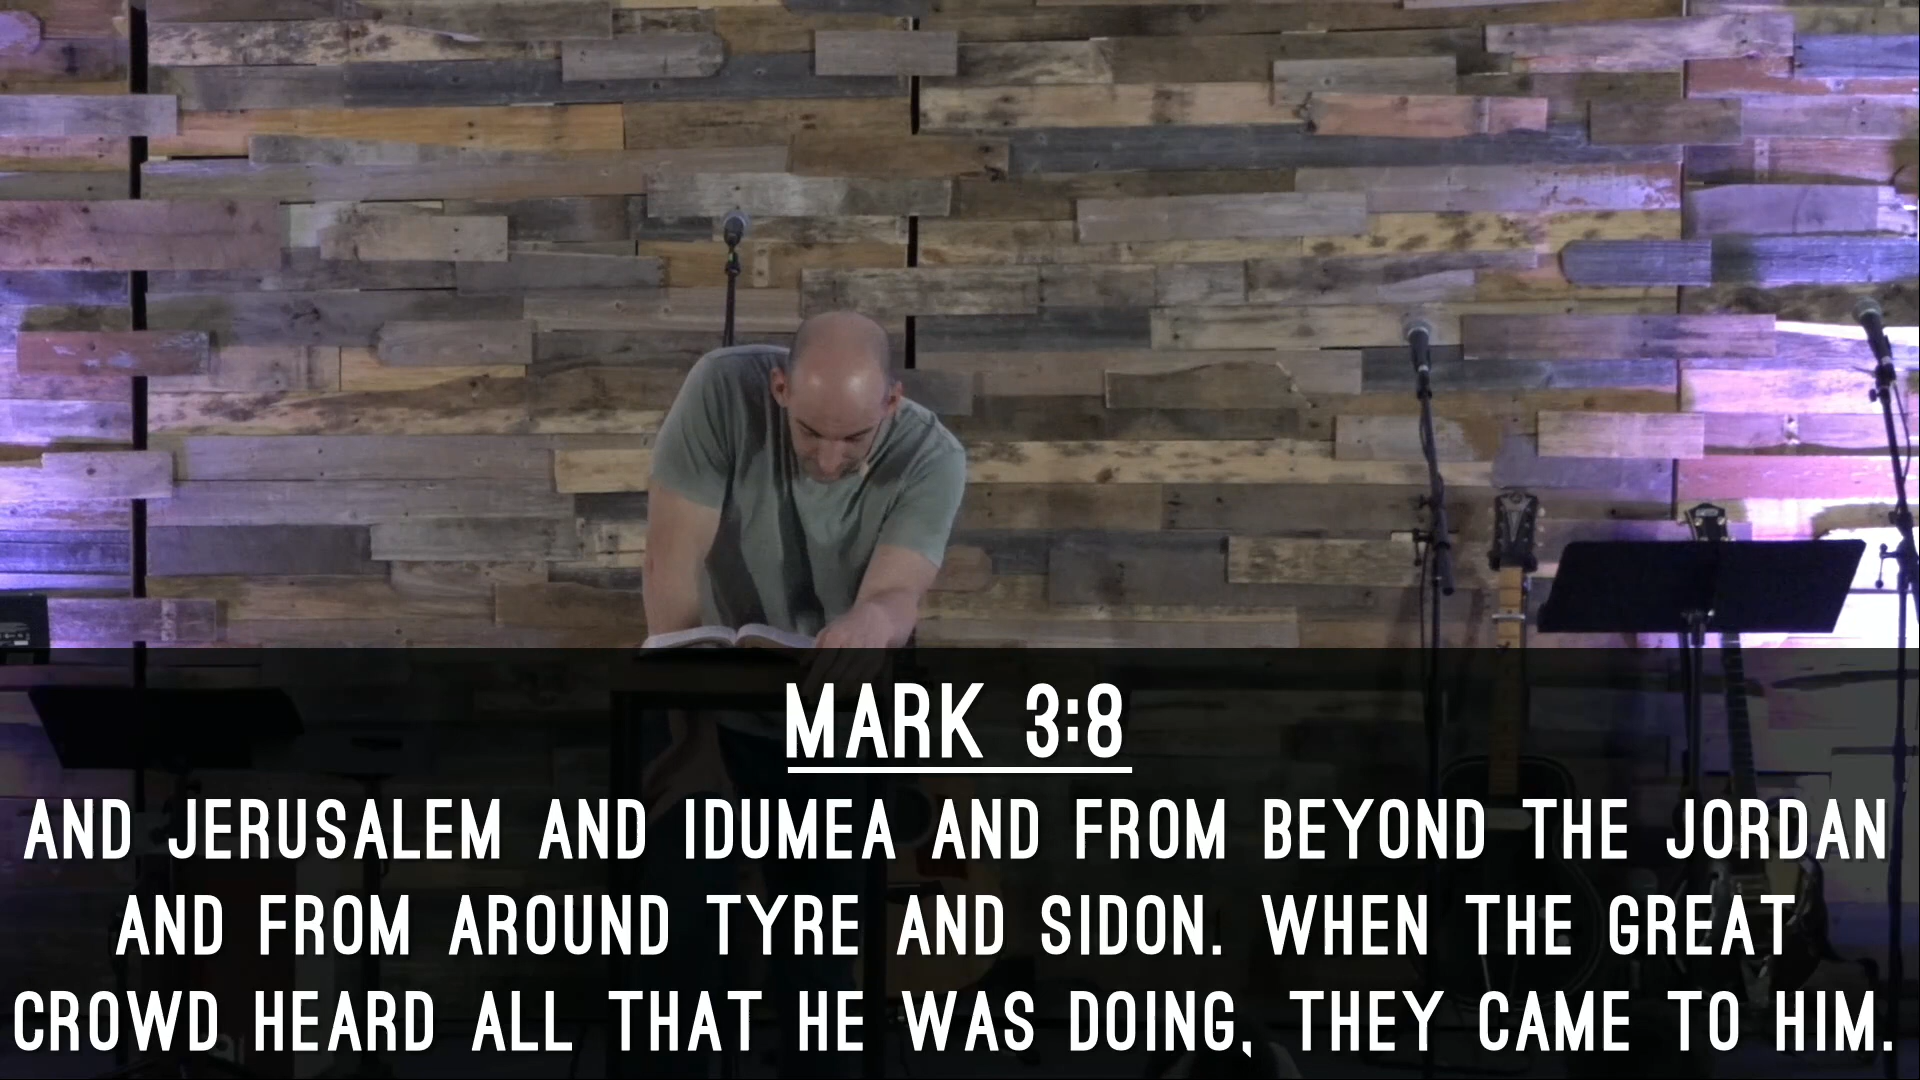 MARK 3:8
AND JERUSALEM AND IDUMEA AND FROM BEYOND THE JORDAN
AND FROM AROUND TYRE AND SIDON. WHEN THE GREAT
CROWD HEARD ALL THAT HE WAS DOING, THEY CAME TO HIM.